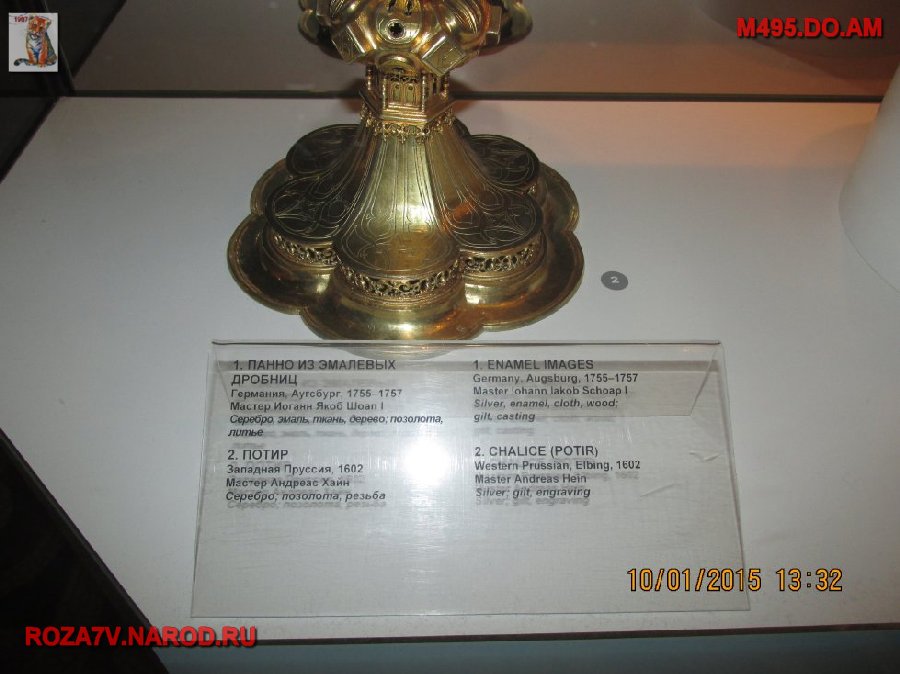 1987
M495.DO.AM
2
1. ПАННО ИЗ ЭМАЛЕВЫХ
ДРОБНИЦ
Германия, Аугсбург, 1755–1757
Мастер Иоганн Якоб Шоап I
Серебро, эмаль, ткань, дерево; позолота,
литье
2. ПОТИР
Западная Пруссия, 1602
Мастер Андреас Хайн
Серебро; позолота, резьба
1. ENAMEL IMAGES
Germany, Augsburg, 1755–1757
Master Johann Iakob Schoap I
Silver, enamel, cloth, wood;
gilt, casting
2. CHALICE (POTIR)
Western Prussian, Elbing, 1602
Master Andreas Hein
Silver; gilt, engraving
10/01/2015 13:32
ROZA7V.NAROD.RU